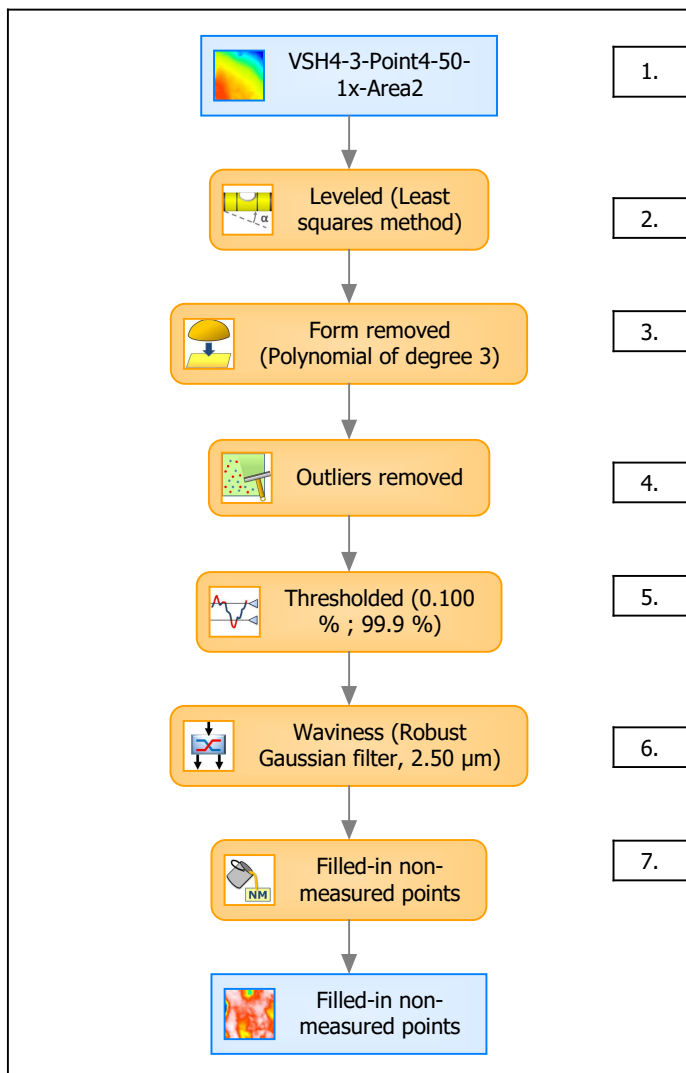 VSH4-3-Point4-50-
1x-Area2
1.
α
Leveled (Least
squares method)
2.
Form removed
(Polynomial of degree 3)
3.
Outliers removed
4.
Thresholded (0.100
% ; 99.9 %)
5.
Waviness (Robust
Gaussian filter, 2.50 µm)
6.
Filled-in non-
measured points
NM
7.
Filled-in non-
measured points